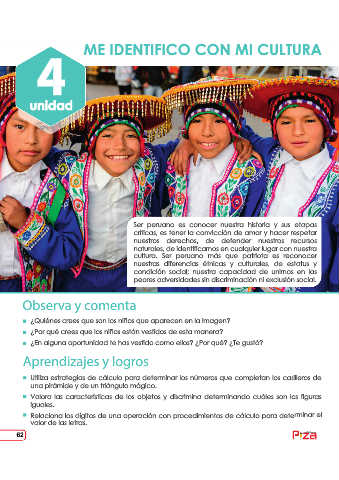 ME IDENTIFICO CON MI CULTURA
4
unidad
Ser peruano es conocer nuestra historia y sus etapas
críticas, es tener la convicción de amar y hacer respetar
nuestros derechos, de defender nuestros recursos
naturales, de identificarnos en cualquier lugar con nuestra
cultura. Ser peruano más que patriota es reconocer
nuestras diferencias étnicas y culturales, de estatus y
condición social; nuestra capacidad de unirnos en las
peores adversidades sin discriminación ni exclusión social.
Observa y comenta
¿Quiénes crees que son los niños que aparecen en la imagen?
¿Por qué crees que los niños están vestidos de esta manera?
¿En alguna oportunidad te has vestido como ellos? ¿Por qué? ¿Te gustó?
Aprendizajes y logros
Utiliza estrategias de cálculo para determinar los números que completan los casilleros de
una pirámide y de un triángulo mágico.
Valora las características de los objetos y discrimina determinando cuáles son las figuras
iguales.
Relaciona los dígitos de una operación con procedimientos de cálculo para determinar el
valor de las letras.
62